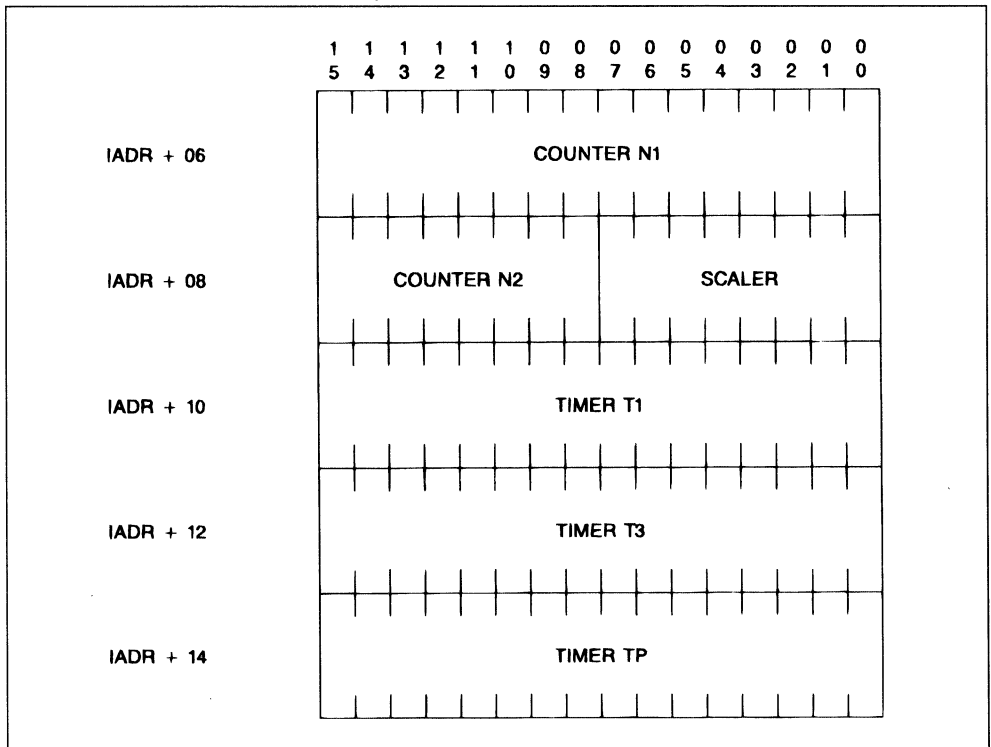 1 1 1 1 1 1 0 0 0 0 0 0 0 0 0 0
5 4 3 2 1 0 9 8 7 6 5 4 3 2 1 0
IADR + 06 COUNTER N1
IADR + 08 COUNTER N2 SCALER
IADR + 10 TIMER T1
IADR + 12 TIMER T3
IADR + 14 TIMER TP